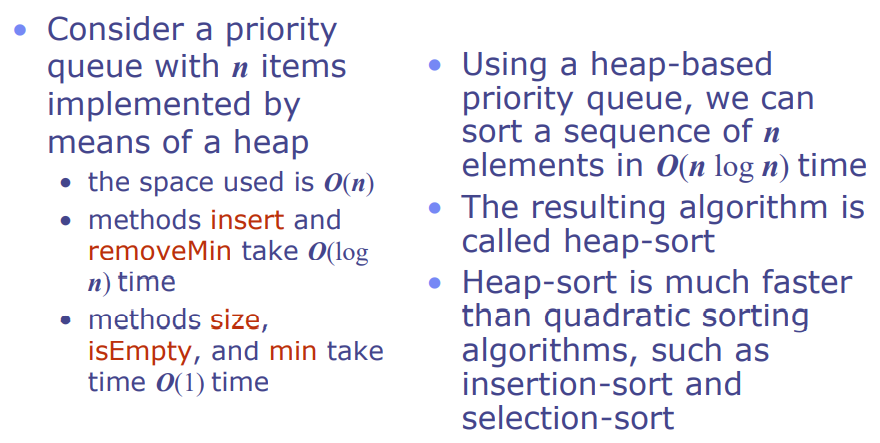 • Consider a priority
queue with n items
implemented by
means of a heap
• the space used is O(n)
• methods insert and
removeMin take O(log
n) time
• methods size,
isEmpty, and min take
time O(1) time
• Using a heap-based
priority queue, we can
sort a sequence of n
elements in O(n log n) time
• The resulting algorithm is
called heap-sort
• Heap-sort is much faster
than quadratic sorting
algorithms, such as
insertion-sort and
selection-sort